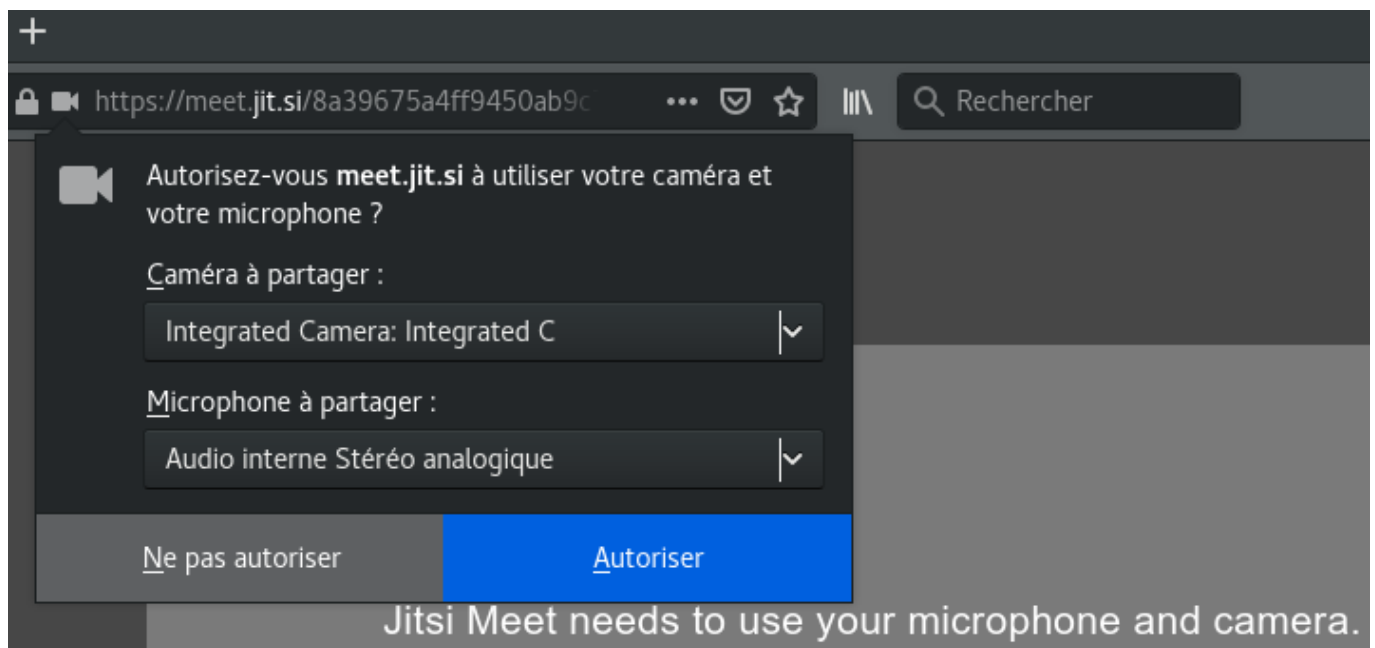 https://meet.jit.si/8a39675a4ff9450ab9c
Rechercher
Autorisez-vous meet.jit.si à utiliser votre caméra et
votre microphone ?
Caméra à partager :
Integrated Camera: Integrated C
Microphone à partager :
Audio interne Stéréo analogique
Ne pas autoriser
Autoriser
Jitsi Meet needs to use your microphone and camera.